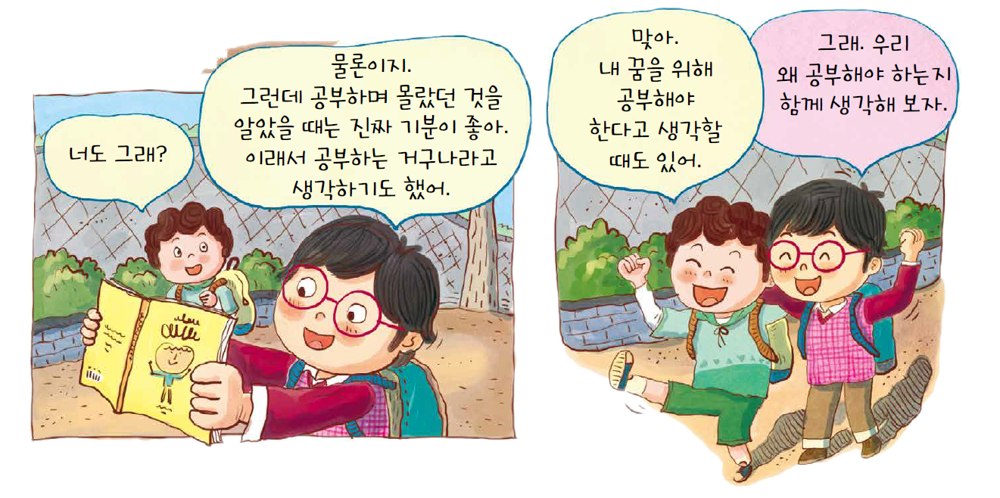 너도 그래?
물론이지.
그런데 공부하며 몰랐던 것을
알았을 때는 진짜 기분이 좋아.
이래서 공부하는 거구나라고
생각하기도 했어.
맞아.
내 꿈을 위해
공부해야
한다고 생각할
때도 있어.
그래. 우리
왜 공부해야 하는지
함께 생각해 보자.